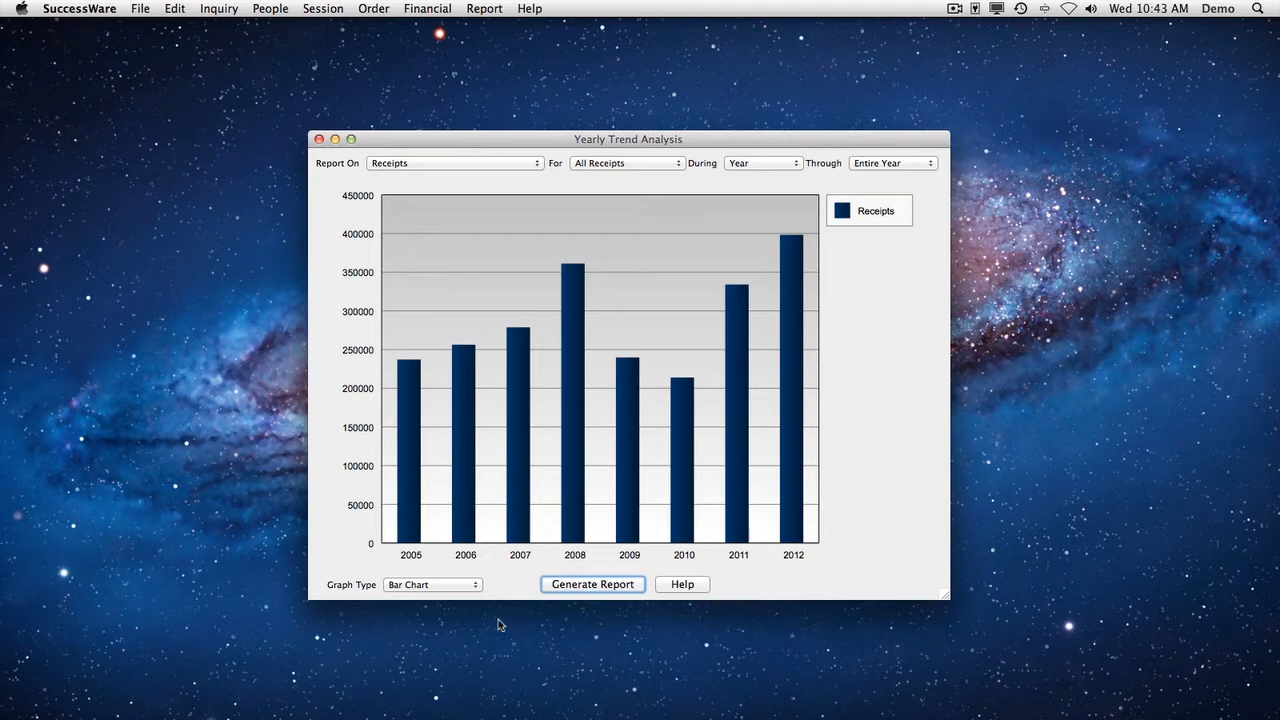 SuccessWare File Edit Inquiry People Session Order Financial Report Help Wed 10:43 AM Demo
Yearly Trend Analysis
Report On Receipts For All Receipts During Year Through Entire Year
450000
400000
350000
300000
250000
200000
150000
100000
50000
0
2005 2006 2007 2008 2009 2010 2011 2012
Receipts
Graph Type Bar Chart Generate Report Help